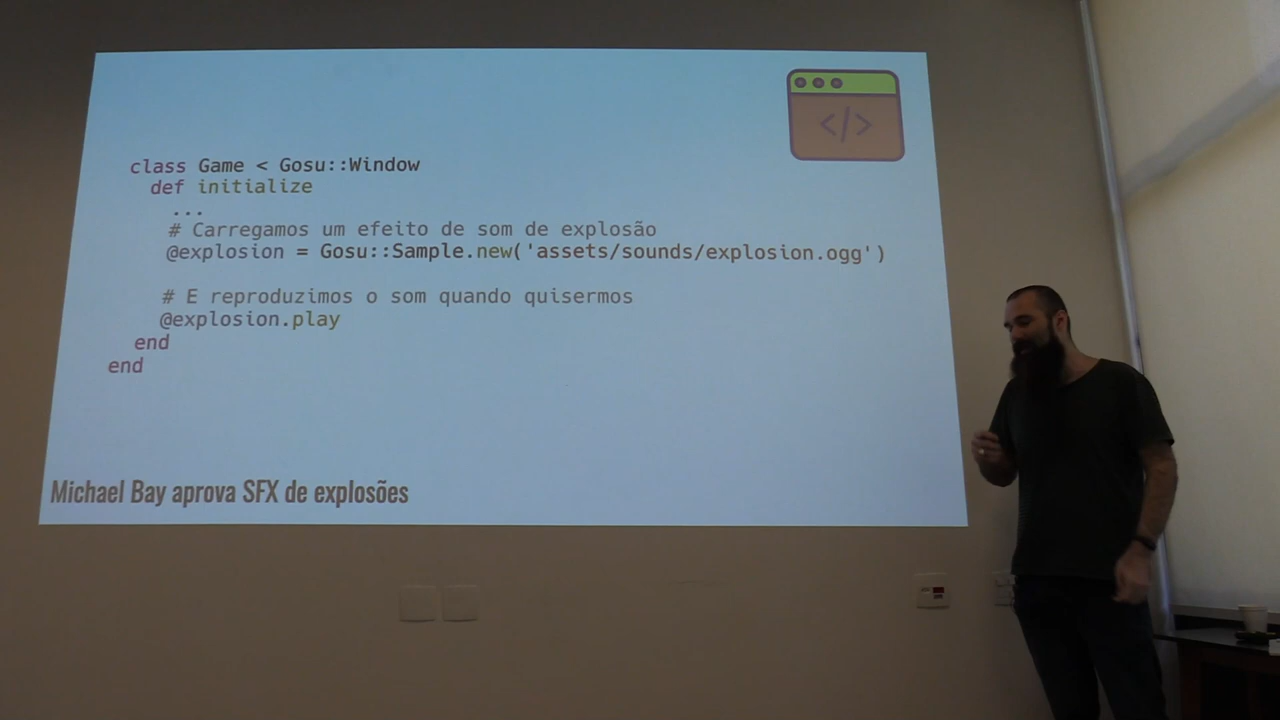 </>
class Game < Gosu::Window
def initialize
...
# Carregamos um efeito de som de explosão
@explosion = Gosu::Sample.new('assets/sounds/explosion.ogg')
# E reproduzimos o som quando quisermos
@explosion.play
end
end
Michael Bay aprova SFX de explosões